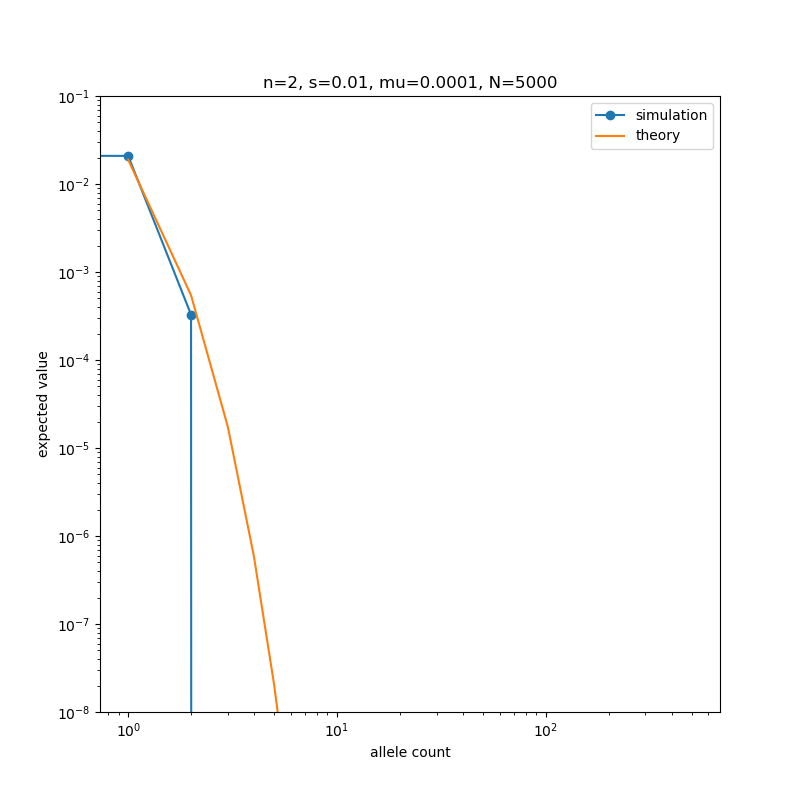 n=2, s=0.01, mu=0.0001, N=5000
simulation
theory
10⁻¹
10⁻²
10⁻³
10⁻⁴
10⁻⁵
10⁻⁶
10⁻⁷
10⁻⁸
expected value
10⁰ 10¹ 10²
allele count